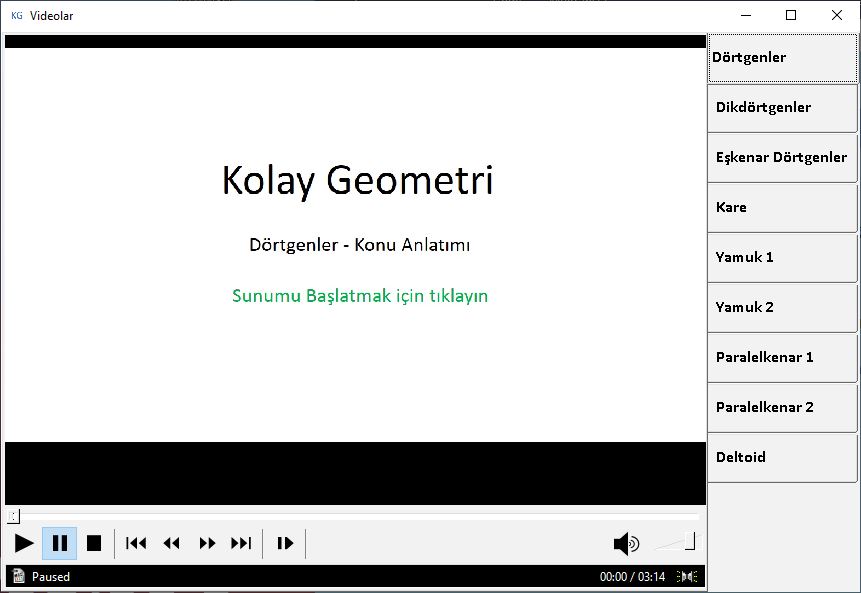 KG Videolar
Kolay Geometri
Dörtgenler - Konu Anlatımı
Sunumu Başlatmak için tıklayın
Dörtgenler
Dikdörtgenler
Eşkenar Dörtgenler
Kare
Yamuk 1
Yamuk 2
Paralelkenar 1
Paralelkenar 2
Deltoid
Paused
00:00 / 03:14